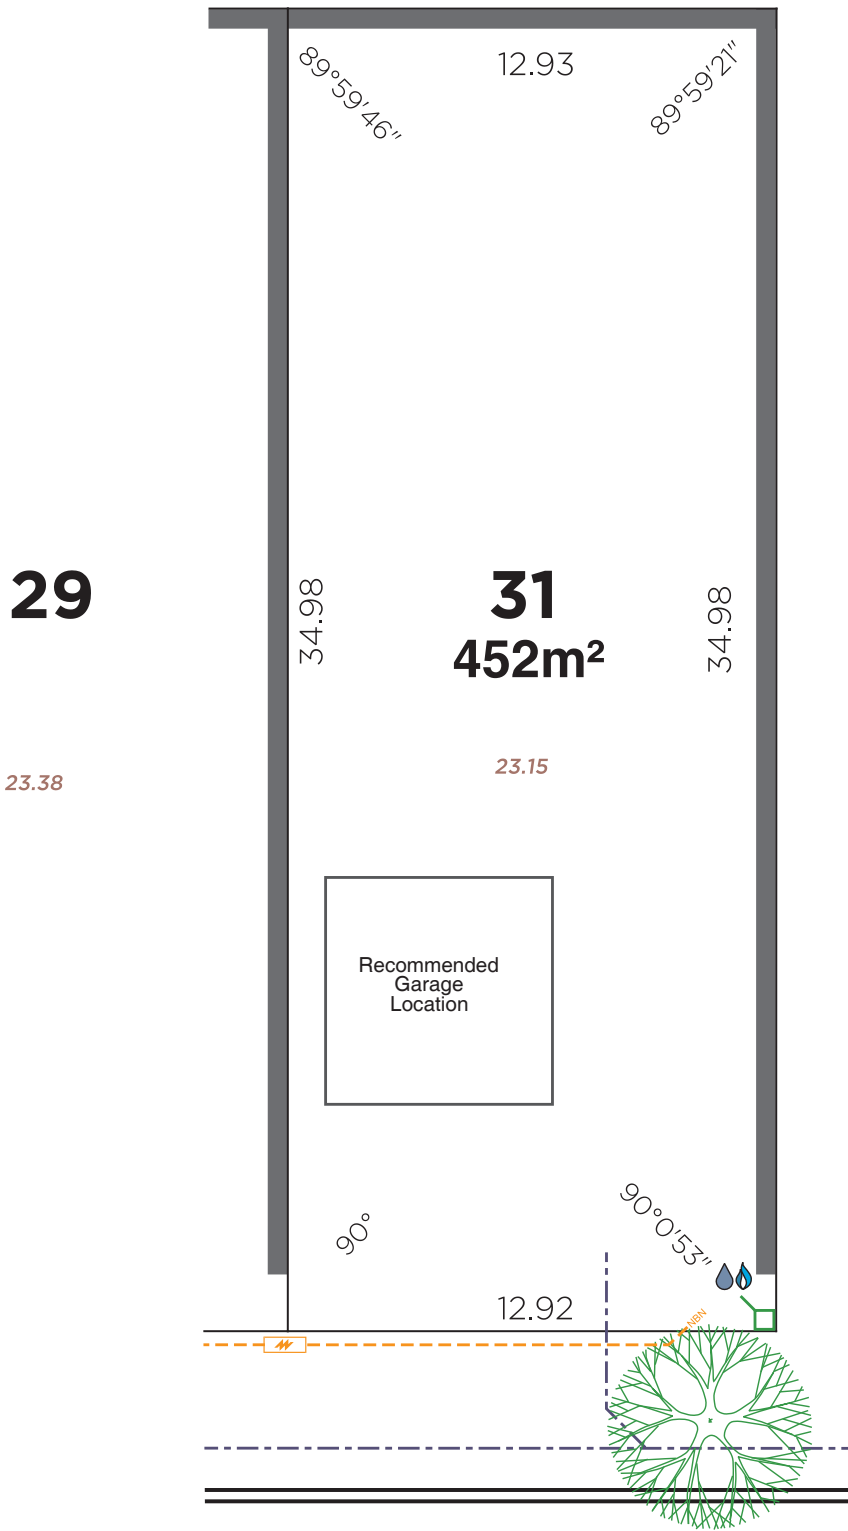 89°59'46"
12.93
89°59'21"
29
34.98
31
452m²
34.98
23.38
23.15
Recommended
Garage
Location
90°
90°0'53"
12.92
NBN